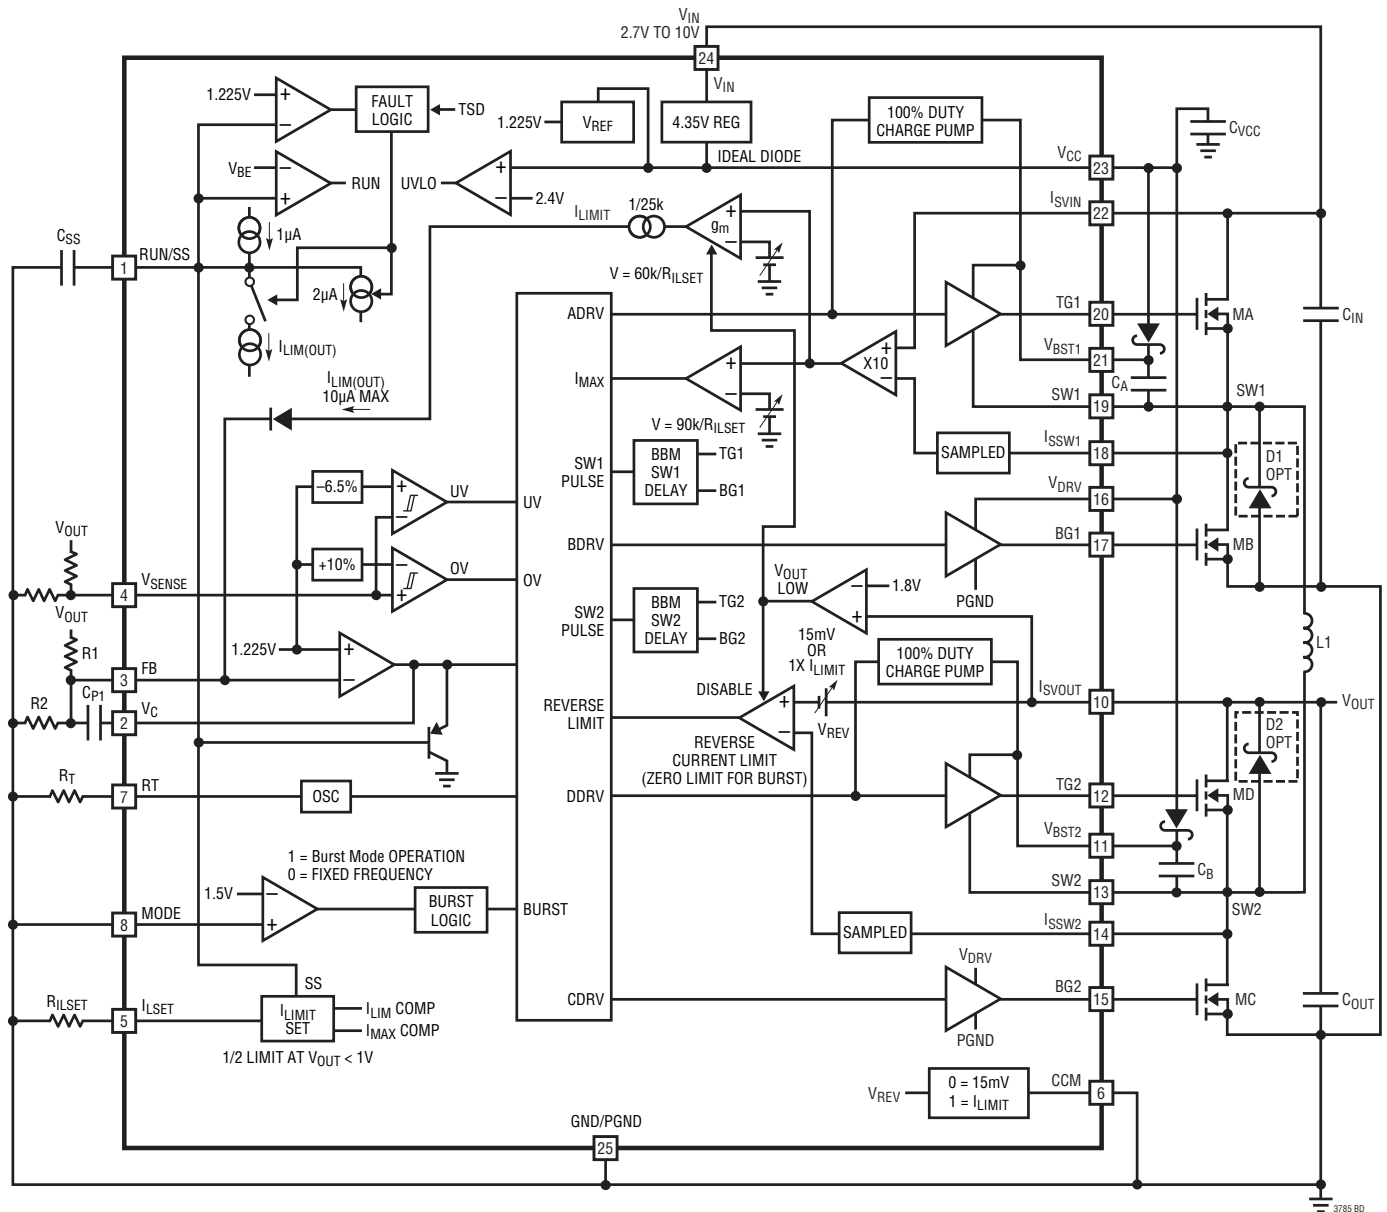 VIN
2.7V TO 10V
24
VIN
1.225V
FAULT
LOGIC
TSD
1.225V
VREF
4.35V REG
100% DUTY
CHARGE PUMP
CVCC
VBE
RUN
UVLO
IDEAL DIODE
2.4V
VCC
23
ISVIN
22
1µA
CSS
1
RUN/SS
ILIMIT
1/25k
gm
V = 60k/RILSET
2µA
ILIM(OUT)
ILIM(OUT)
10µA MAX
ADRV
TG1
20
MA
CIN
X10
VBST1
21
CA
IMAX
V = 90k/RILSET
SW1
19
SW1
SAMPLED
ISSW1
18
D1
OPT
SW1
PULSE
BBM
SW1
DELAY
TG1
BG1
VDRV
16
–6.5%
UV
UV
BG1
17
MB
BDRV
PGND
VOUT
4
VSENSE
+10%
OV
OV
VOUT
LOW
1.8V
SW2
PULSE
BBM
SW2
DELAY
TG2
BG2
VOUT
R1
1.225V
3
FB
15mV
OR
1X ILIMIT
100% DUTY
CHARGE PUMP
L1
R2
CP1
2
VC
DISABLE
REVERSE
LIMIT
VREV
REVERSE
CURRENT LIMIT
(ZERO LIMIT FOR BURST)
ISVOUT
10
VOUT
D2
OPT
RT
7
RT
OSC
DDRV
TG2
12
MD
VBST2
11
CB
1 = Burst Mode OPERATION
0 = FIXED FREQUENCY
1.5V
8
MODE
BURST
LOGIC
BURST
SW2
13
SW2
SAMPLED
ISSW2
14
VDRV
CDRV
BG2
15
MC
COUT
PGND
RILSET
5
ILSET
SS
ILIMIT
SET
ILIM COMP
IMAX COMP
1/2 LIMIT AT VOUT < 1V
VREV
0 = 15mV
1 = ILIMIT
CCM
6
GND/PGND
25
3785 BD